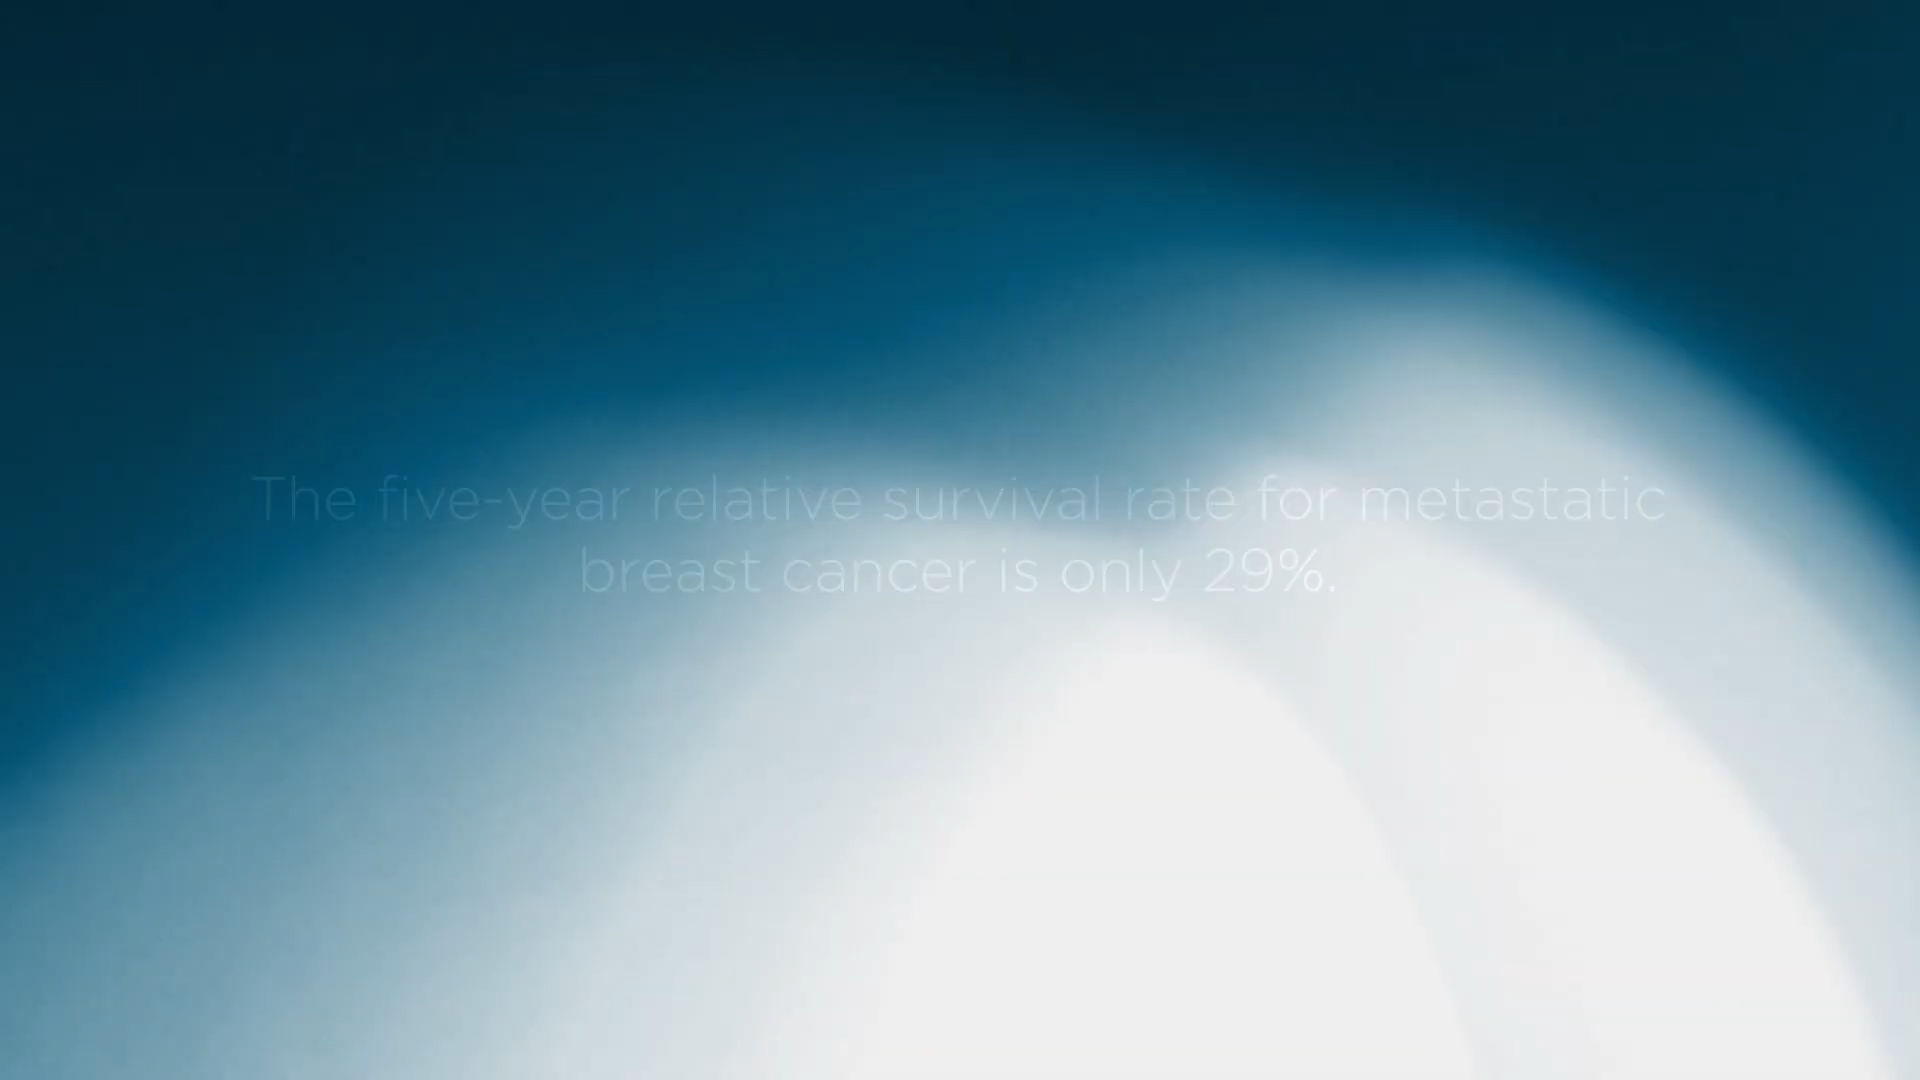 The five-year relative survival rate for metastatic
breast cancer is only 29%.